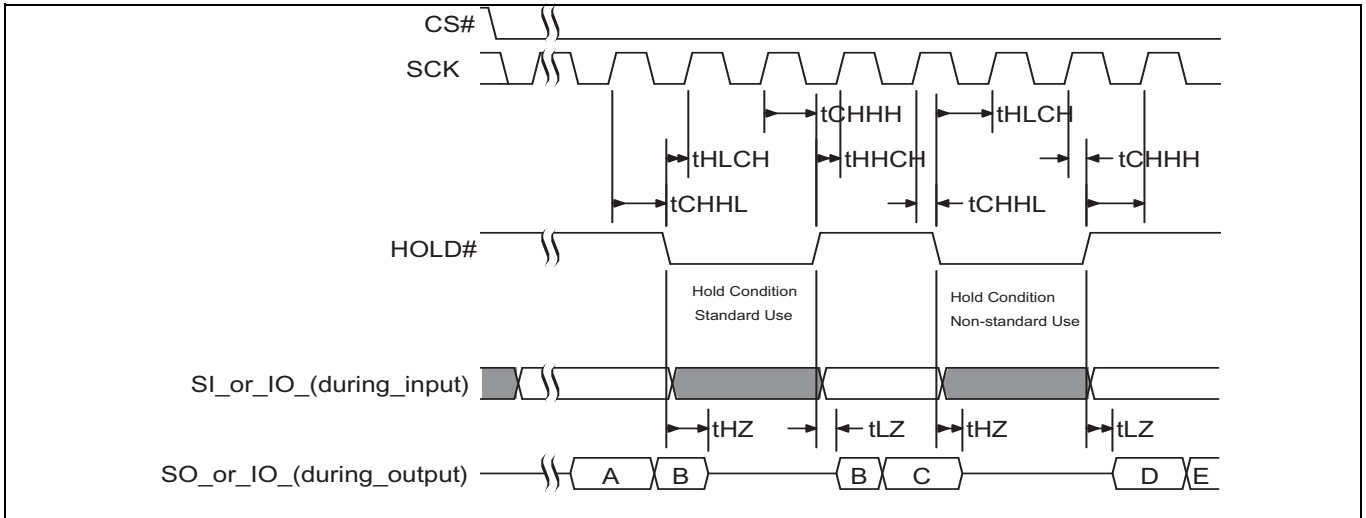 CS#
SCK
tCHHH
tHLCH
tHLCH
tHHCH
tCHHH
tCHHL
tCHHL
HOLD#
Hold Condition
Standard Use
Hold Condition
Non-standard Use
SI_or_IO_(during_input)
tHZ
tLZ
tHZ
tLZ
SO_or_IO_(during_output)
A
B
B
C
D
E